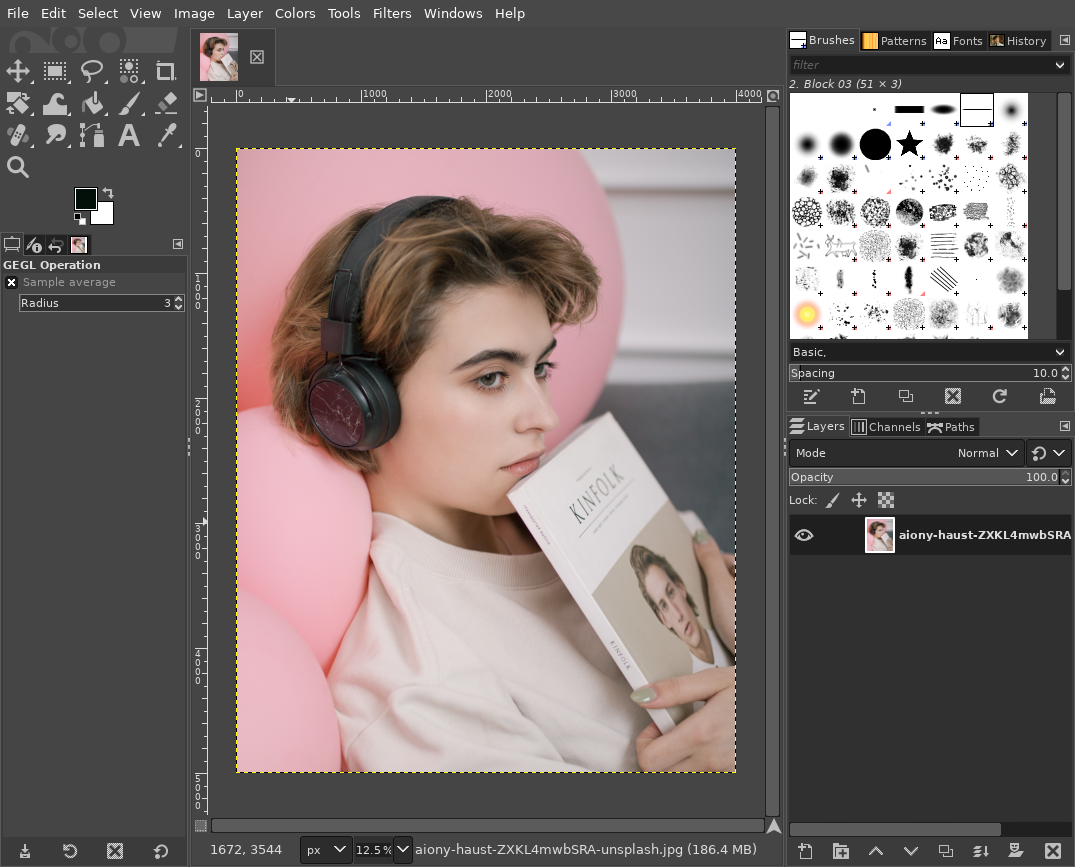 File Edit Select View Image Layer Colors Tools Filters Windows Help
Brushes Patterns Aa Fonts History
filter
2. Block 03 (51 × 3)
0 1000 2000 3000 4000
0
1000
2000
3000
4000
5000
A
GEGL Operation
Sample average
Radius 3
KINFOLK
KINFOLK
Basic,
Spacing 10.0
Layers Channels Paths
Mode Normal
Opacity 100.0
Lock:
aiony-haust-ZXKL4mwbSRA
1672, 3544 px 12.5 % aiony-haust-ZXKL4mwbSRA-unsplash.jpg (186.4 MB)